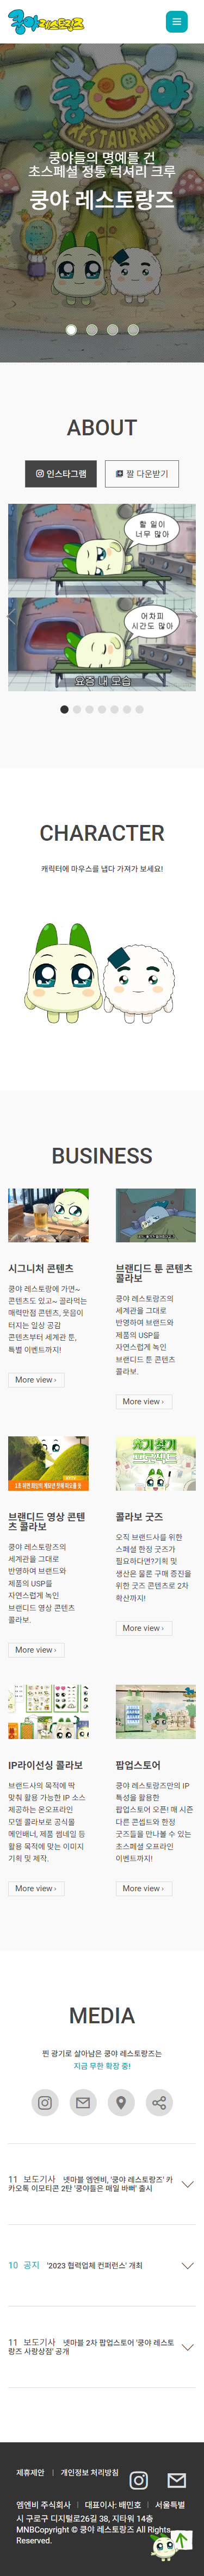 쿵야레스토랑즈
쿵야 RESTAURANT
쿵야들의 명예를 건
초스페셜 정통 럭셔리 크루
쿵야 레스토랑즈
ABOUT
인스타그램
짤 다운받기
할 일이
너무 많아
어차피
시간도 많아
요즘 내 모습
CHARACTER
캐릭터에 마우스를 냅다 가져가 보세요!
BUSINESS
시그니처 콘텐츠
쿵야 레스토랑에 가면~
콘텐츠도 있고~ 골라먹는
매력만점 콘텐츠, 웃음이
터지는 일상 공감
콘텐츠부터 세계관 툰,
특별 이벤트까지!
More view ›
브랜디드 툰 콘텐츠
콜라보
쿵야 레스토랑즈의
세계관을 그대로
반영하여 브랜드와
제품의 USP를
자연스럽게 녹인
브랜디드 툰 콘텐츠
콜라보.
More view ›
브랜디드 영상 콘텐
츠 콜라보
쿵야 레스토랑즈의
세계관을 그대로
반영하여 브랜드와
제품의 USP를
자연스럽게 녹인
브랜디드 영상 콘텐츠
콜라보.
More view ›
콜라보 굿즈
오직 브랜드사를 위한
스페셜 한정 굿즈가
필요하다면?기획 및
생산은 물론 구매 증진을
위한 굿즈 콘텐츠로 2차
확산까지!
More view ›
IP라이선싱 콜라보
브랜드사의 목적에 딱
맞춰 활용 가능한 IP 소스
제공하는 온오프라인
모델 콜라보로 공식몰
메인배너, 제품 썸네일 등
활용 목적에 맞는 이미지
기획 및 제작.
More view ›
팝업스토어
쿵야 레스토랑즈만의 IP
특성을 활용한
팝업스토어 오픈! 매 시즌
다른 콘셉트와 한정
굿즈들을 만나볼 수 있는
초스페셜 오프라인
이벤트까지!
More view ›
MEDIA
찐 광기로 살아남은 쿵야 레스토랑즈는
지금 무한 확장 중!
11 보도기사 넷마블 엠엔비, '쿵야 레스토랑즈' 카
카오톡 이모티콘 2탄 '쿵야들은 매일 바빠' 출시
10 공지 '2023 협력업체 컨퍼런스' 개최
11 보도기사 넷마블 2차 팝업스토어 '쿵야 레스토
랑즈 사랑상점' 공개
제휴제안 | 개인정보 처리방침
엠엔비 주식회사 | 대표이사: 배민호 | 서울특별
시 구로구 디지털로26길 38, 지타워 14층
MNBCopyright © 쿵야 레스토랑즈 All Rights
Reserved.